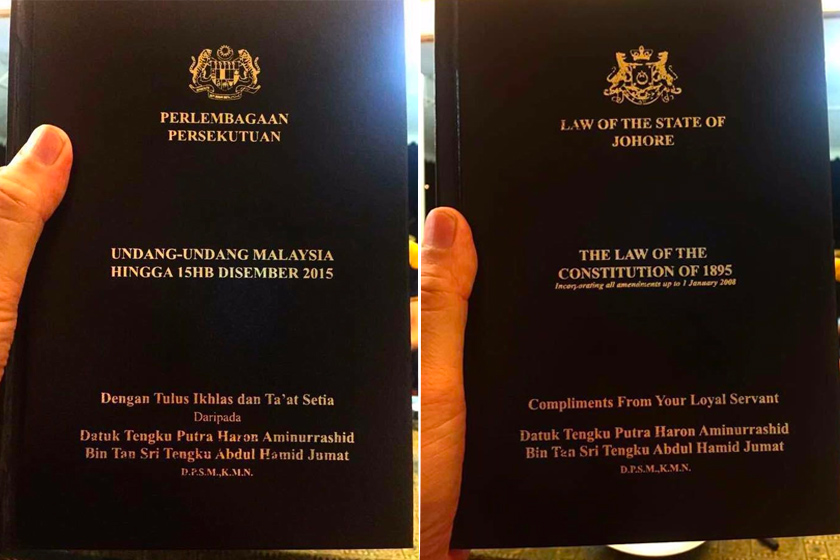 PERLEMBAGAAN
PERSEKUTUAN
UNDANG-UNDANG MALAYSIA
HINGGA 15HB DISEMBER 2015
Dengan Tulus Ikhlas dan Ta'at Setia
Daripada
Datuk Tengku Putra Haron Aminurrashid
Bin Tan Sri Tengku Abdul Hamid Jumat
D.P.S.M.,K.M.N.
LAW OF THE STATE OF
JOHORE
THE LAW OF THE
CONSTITUTION OF 1895
Incorporating all amendments up to 1 January 2008
Compliments From Your Loyal Servant
Datuk Tengku Putra Haron Aminurrashid
Bin Tan Sri Tengku Abdul Hamid Jumat
D.P.S.M.,K.M.N.